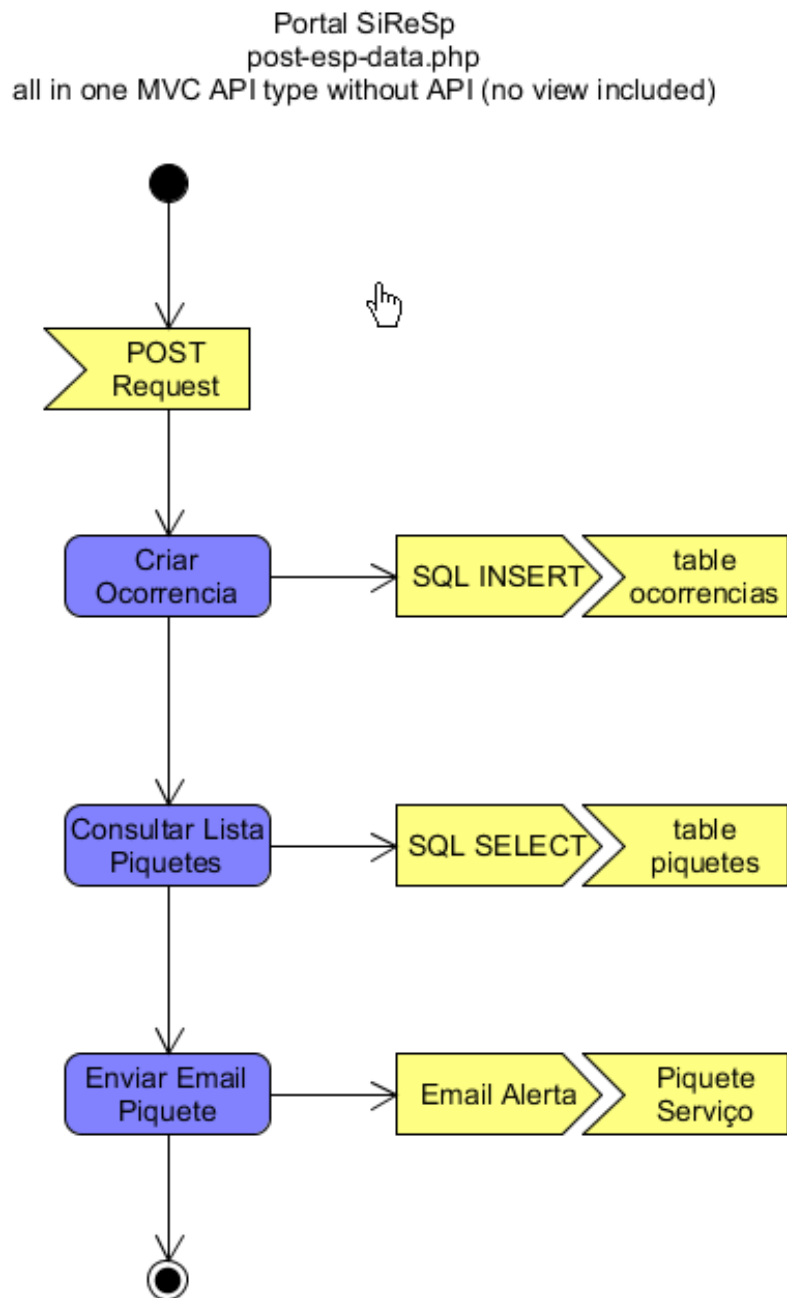 Portal SiReSp
post-esp-data.php
all in one MVC API type without API (no view included)
POST
Request
Criar
Ocorrencia
SQL INSERT
table
ocorrencias
Consultar Lista
Piquetes
SQL SELECT
table
piquetes
Enviar Email
Piquete
Email Alerta
Piquete
Serviço